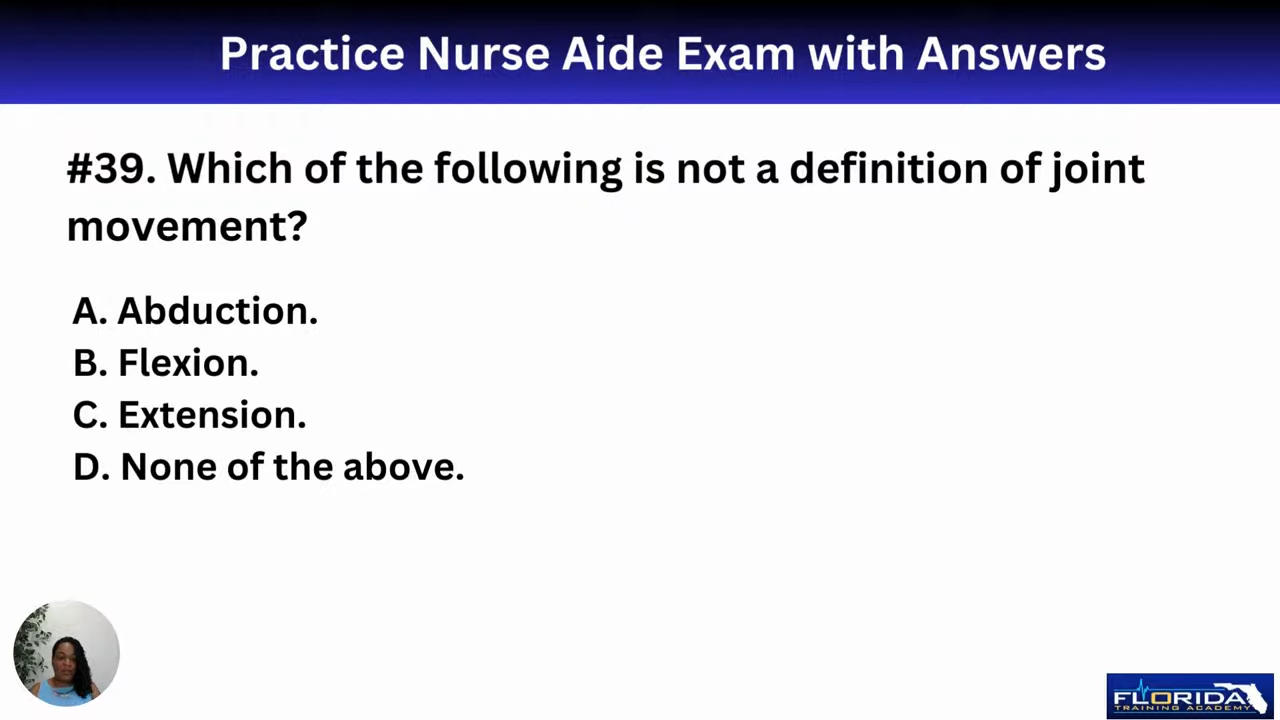 Practice Nurse Aide Exam with Answers
#39. Which of the following is not a definition of joint
movement?
A. Abduction.
B. Flexion.
C. Extension.
D. None of the above.
FLORIDA
TRAINING ACADEMY